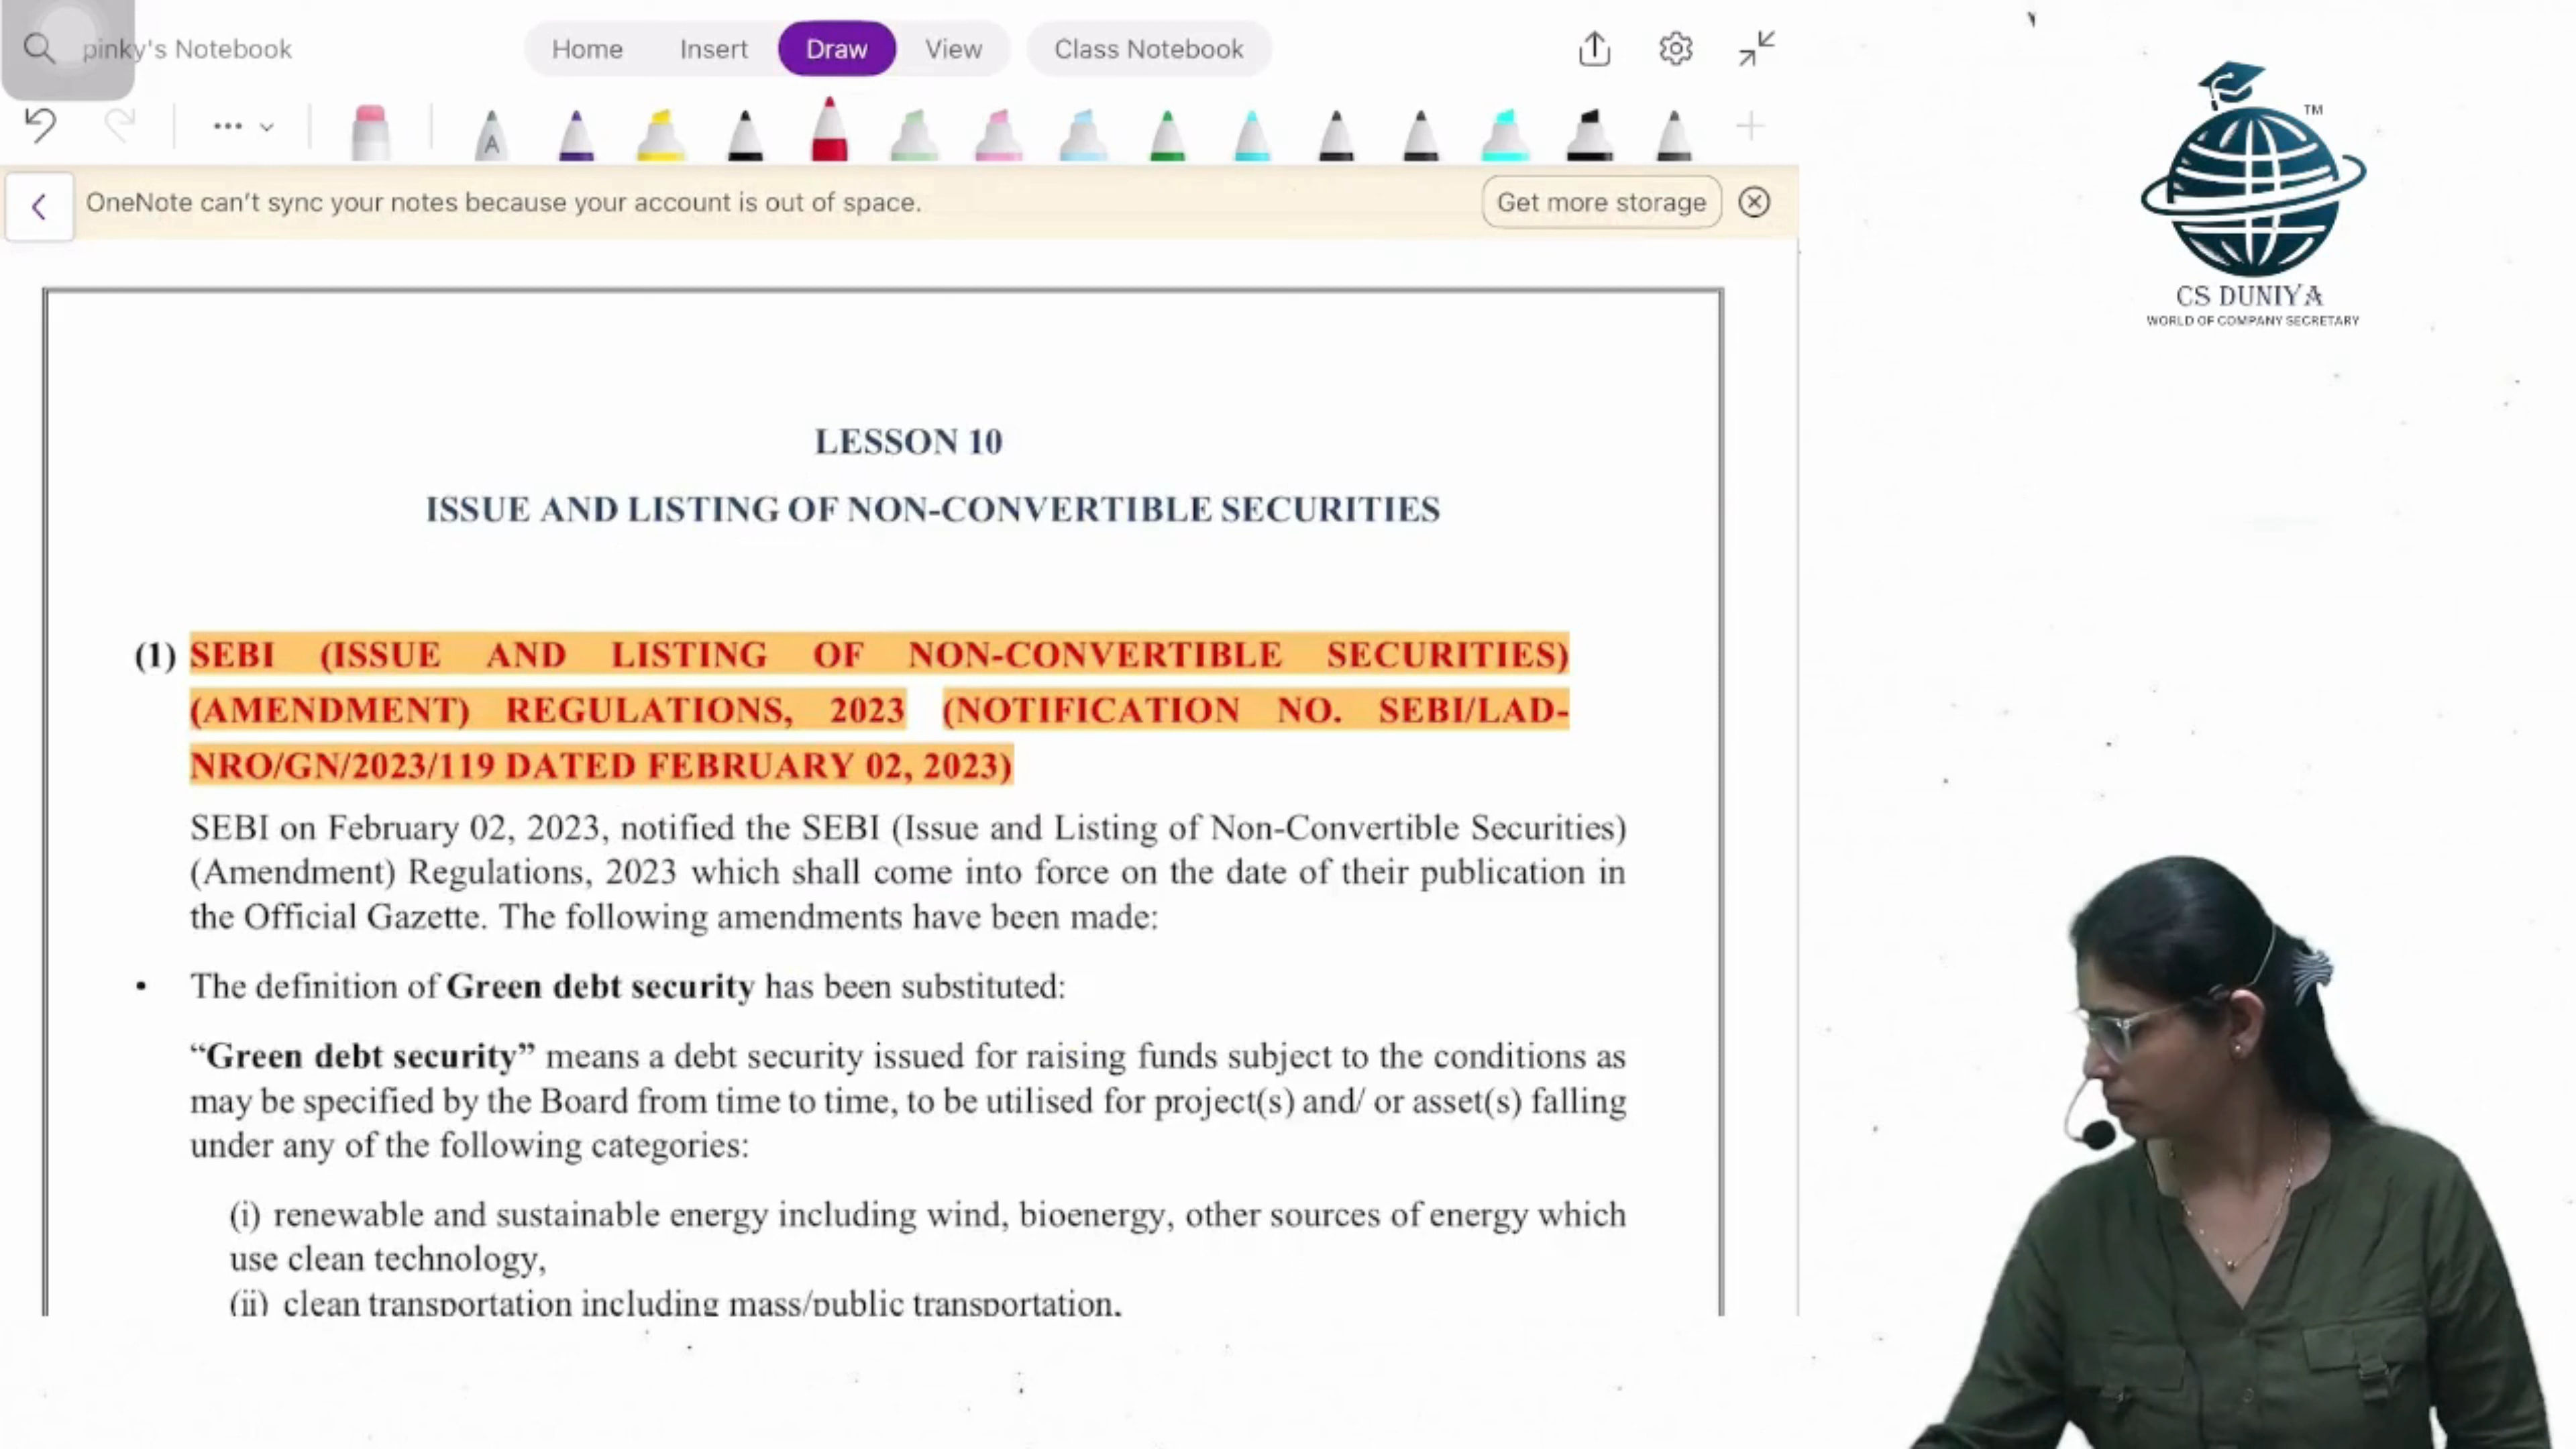 pinky's Notebook
Home Insert Draw View Class Notebook
A
OneNote can't sync your notes because your account is out of space.
Get more storage
TM
CS DUNIYA
WORLD OF COMPANY SECRETARY
LESSON 10
ISSUE AND LISTING OF NON-CONVERTIBLE SECURITIES
(1) SEBI (ISSUE AND LISTING OF NON-CONVERTIBLE SECURITIES)
(AMENDMENT) REGULATIONS, 2023 (NOTIFICATION NO. SEBI/LAD-
NRO/GN/2023/119 DATED FEBRUARY 02, 2023)
SEBI on February 02, 2023, notified the SEBI (Issue and Listing of Non-Convertible Securities)
(Amendment) Regulations, 2023 which shall come into force on the date of their publication in
the Official Gazette. The following amendments have been made:
• The definition of Green debt security has been substituted:
“Green debt security” means a debt security issued for raising funds subject to the conditions as
may be specified by the Board from time to time, to be utilised for project(s) and/ or asset(s) falling
under any of the following categories:
(i) renewable and sustainable energy including wind, bioenergy, other sources of energy which
use clean technology,
(ii) clean transportation including mass/public transportation,